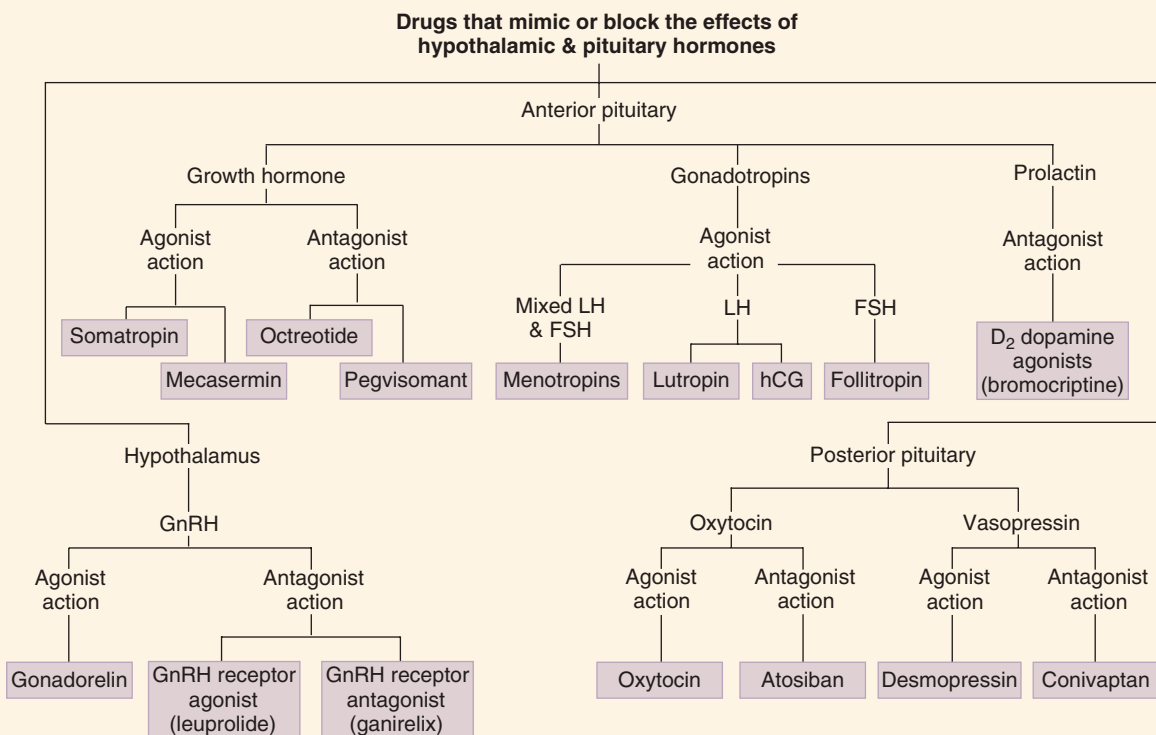 Drugs that mimic or block the effects of
hypothalamic & pituitary hormones
Anterior pituitary
Growth hormone
Gonadotropins
Prolactin
Agonist
action
Antagonist
action
Agonist
action
Antagonist
action
Mixed LH
& FSH
LH
FSH
Somatropin
Octreotide
Mecasermin
Pegvisomant
Menotropins
Lutropin
hCG
Follitropin
D₂ dopamine
agonists
(bromocriptine)
Hypothalamus
Posterior pituitary
GnRH
Oxytocin
Vasopressin
Agonist
action
Antagonist
action
Agonist
action
Antagonist
action
Agonist
action
Antagonist
action
Gonadorelin
GnRH receptor
agonist
(leuprolide)
GnRH receptor
antagonist
(ganirelix)
Oxytocin
Atosiban
Desmopressin
Conivaptan